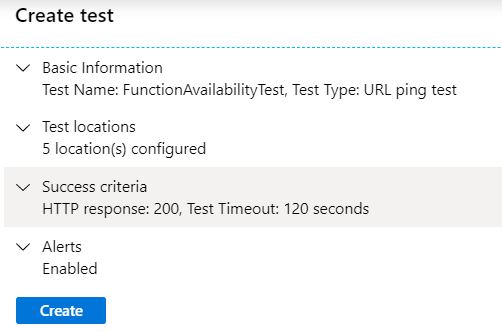 Create test
Basic Information
Test Name: FunctionAvailabilityTest, Test Type: URL ping test
Test locations
5 location(s) configured
Success criteria
HTTP response: 200, Test Timeout: 120 seconds
Alerts
Enabled
Create